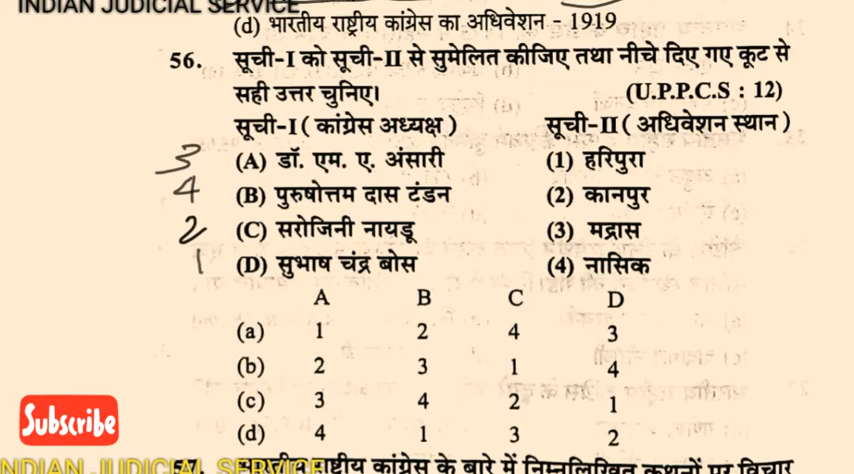 INDIAN JUDICIAL SERVICE
(d) भारतीय राष्ट्रीय कांग्रेस का अधिवेशन - 1919
56. सूची-I को सूची-II से सुमेलित कीजिए तथा नीचे दिए गए कूट से
सही उत्तर चुनिए। (U.P.P.C.S : 12)
सूची-I ( कांग्रेस अध्यक्ष ) सूची-II ( अधिवेशन स्थान )
3 (A) डॉ. एम. ए. अंसारी (1) हरिपुरा
4 (B) पुरुषोत्तम दास टंडन (2) कानपुर
2 (C) सरोजिनी नायडू (3) मद्रास
1 (D) सुभाष चंद्र बोस (4) नासिक
A B C D
(a) 1 2 4 3
(b) 2 3 1 4
(c) 3 4 2 1
(d) 4 1 3 2
Subscribe
INDIAN JUDICIAL SERVICE
57. भारतीय राष्ट्रीय कांग्रेस के बारे में निम्नलिखित कथनों पर विचार